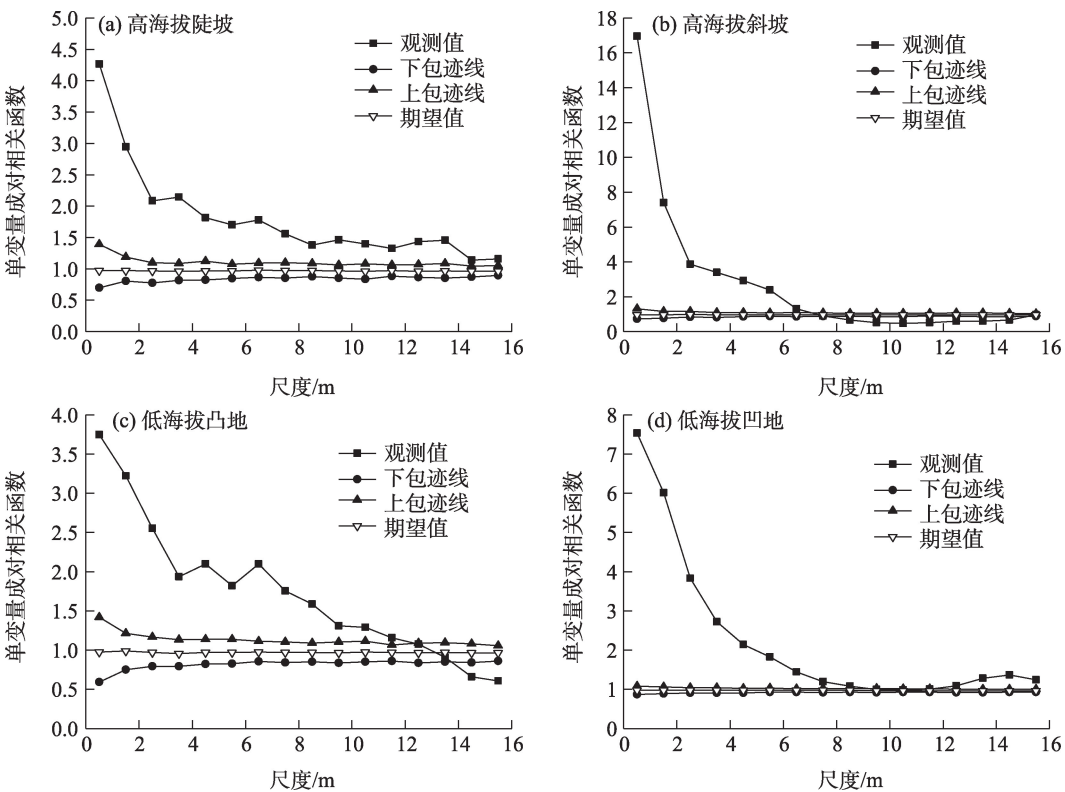 (a) 高海拔陡坡
观测值
下包迹线
上包迹线
期望值
单变量成对相关函数
5.0
4.5
4.0
3.5
3.0
2.5
2.0
1.5
1.0
0.5
0.0
0 2 4 6 8 10 12 14 16
尺度/m
(b) 高海拔斜坡
观测值
下包迹线
上包迹线
期望值
单变量成对相关函数
18
16
14
12
10
8
6
4
2
0
0 2 4 6 8 10 12 14 16
尺度/m
(c) 低海拔凸地
观测值
下包迹线
上包迹线
期望值
单变量成对相关函数
4.0
3.5
3.0
2.5
2.0
1.5
1.0
0.5
0.0
0 2 4 6 8 10 12 14 16
尺度/m
(d) 低海拔凹地
观测值
下包迹线
上包迹线
期望值
单变量成对相关函数
8
7
6
5
4
3
2
1
0
0 2 4 6 8 10 12 14 16
尺度/m